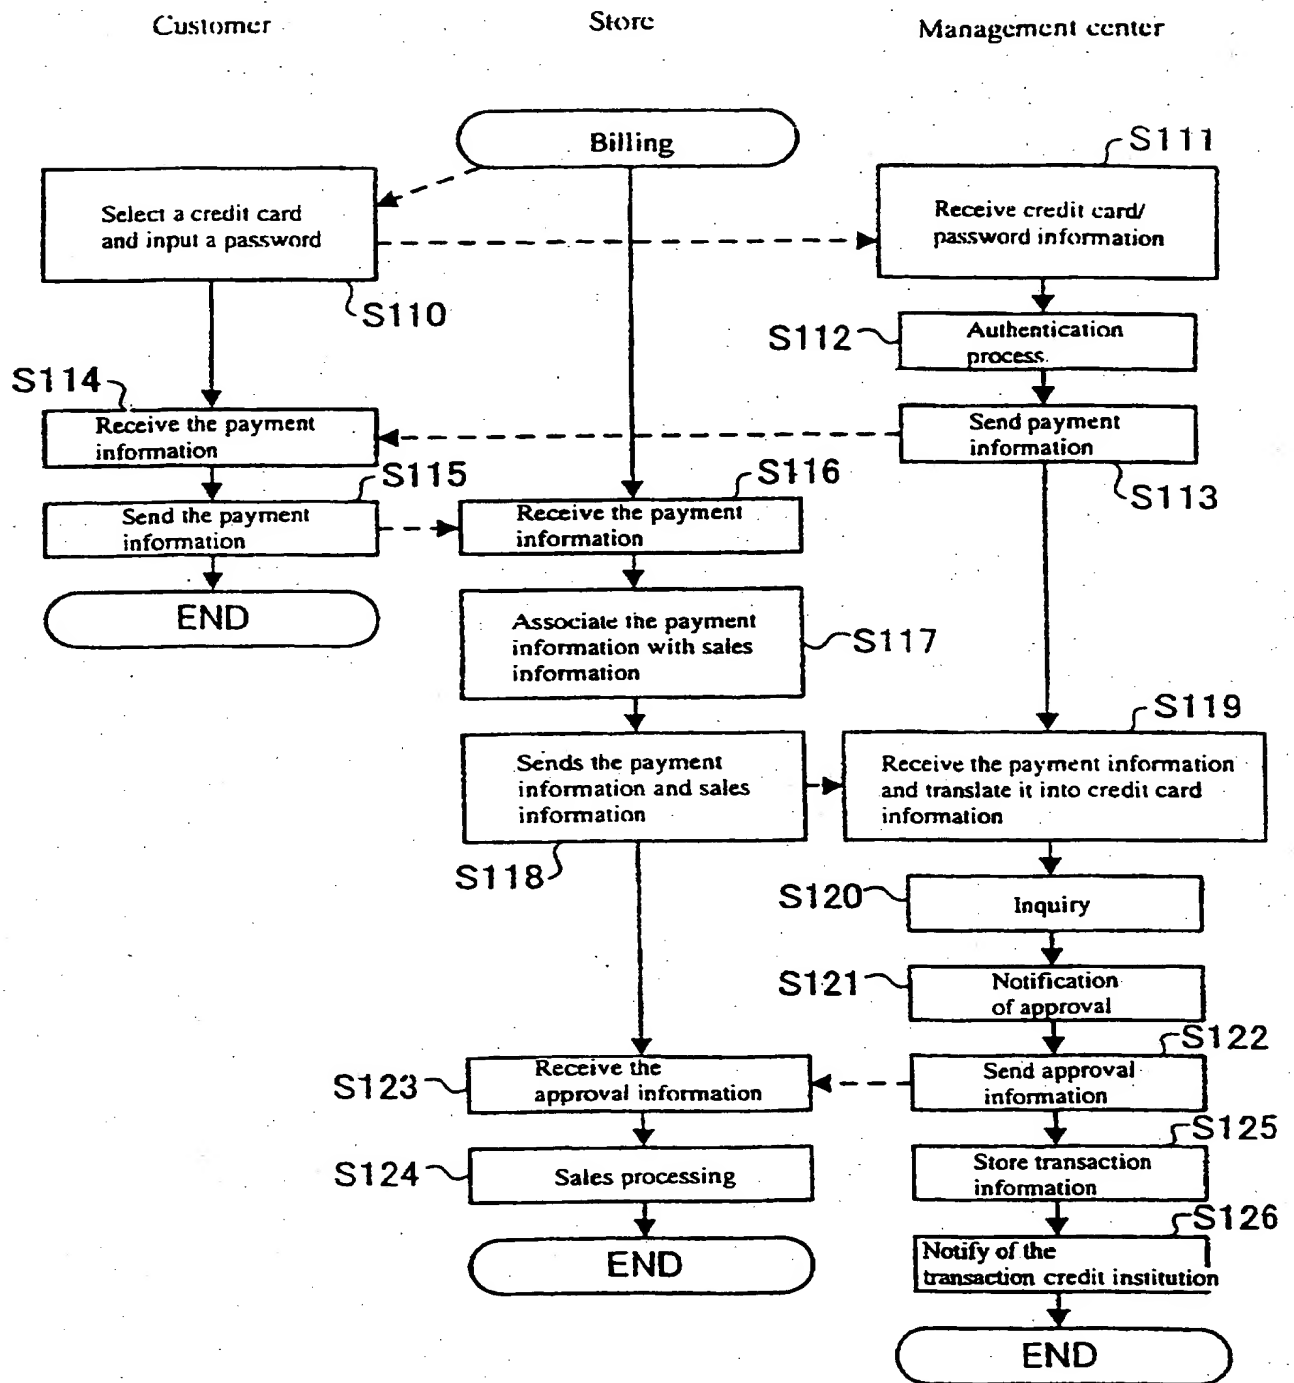 Customer
Store
Management center
Billing
S111
Select a credit card
and input a password
Receive credit card/
password information
S110
S112
Authentication
process
S114
Receive the payment
information
Send payment
information
S115
S116
S113
Send the payment
information
Receive the payment
information
END
Associate the payment
information with sales
information
S117
S119
Sends the payment
information and sales
information
Receive the payment information
and translate it into credit card
information
S118
S120
Inquiry
S121
Notification
of approval
S122
S123
Receive the
approval information
Send approval
information
S125
S124
Sales processing
Store transaction
information
S126
END
Notify of the
transaction credit institution
END